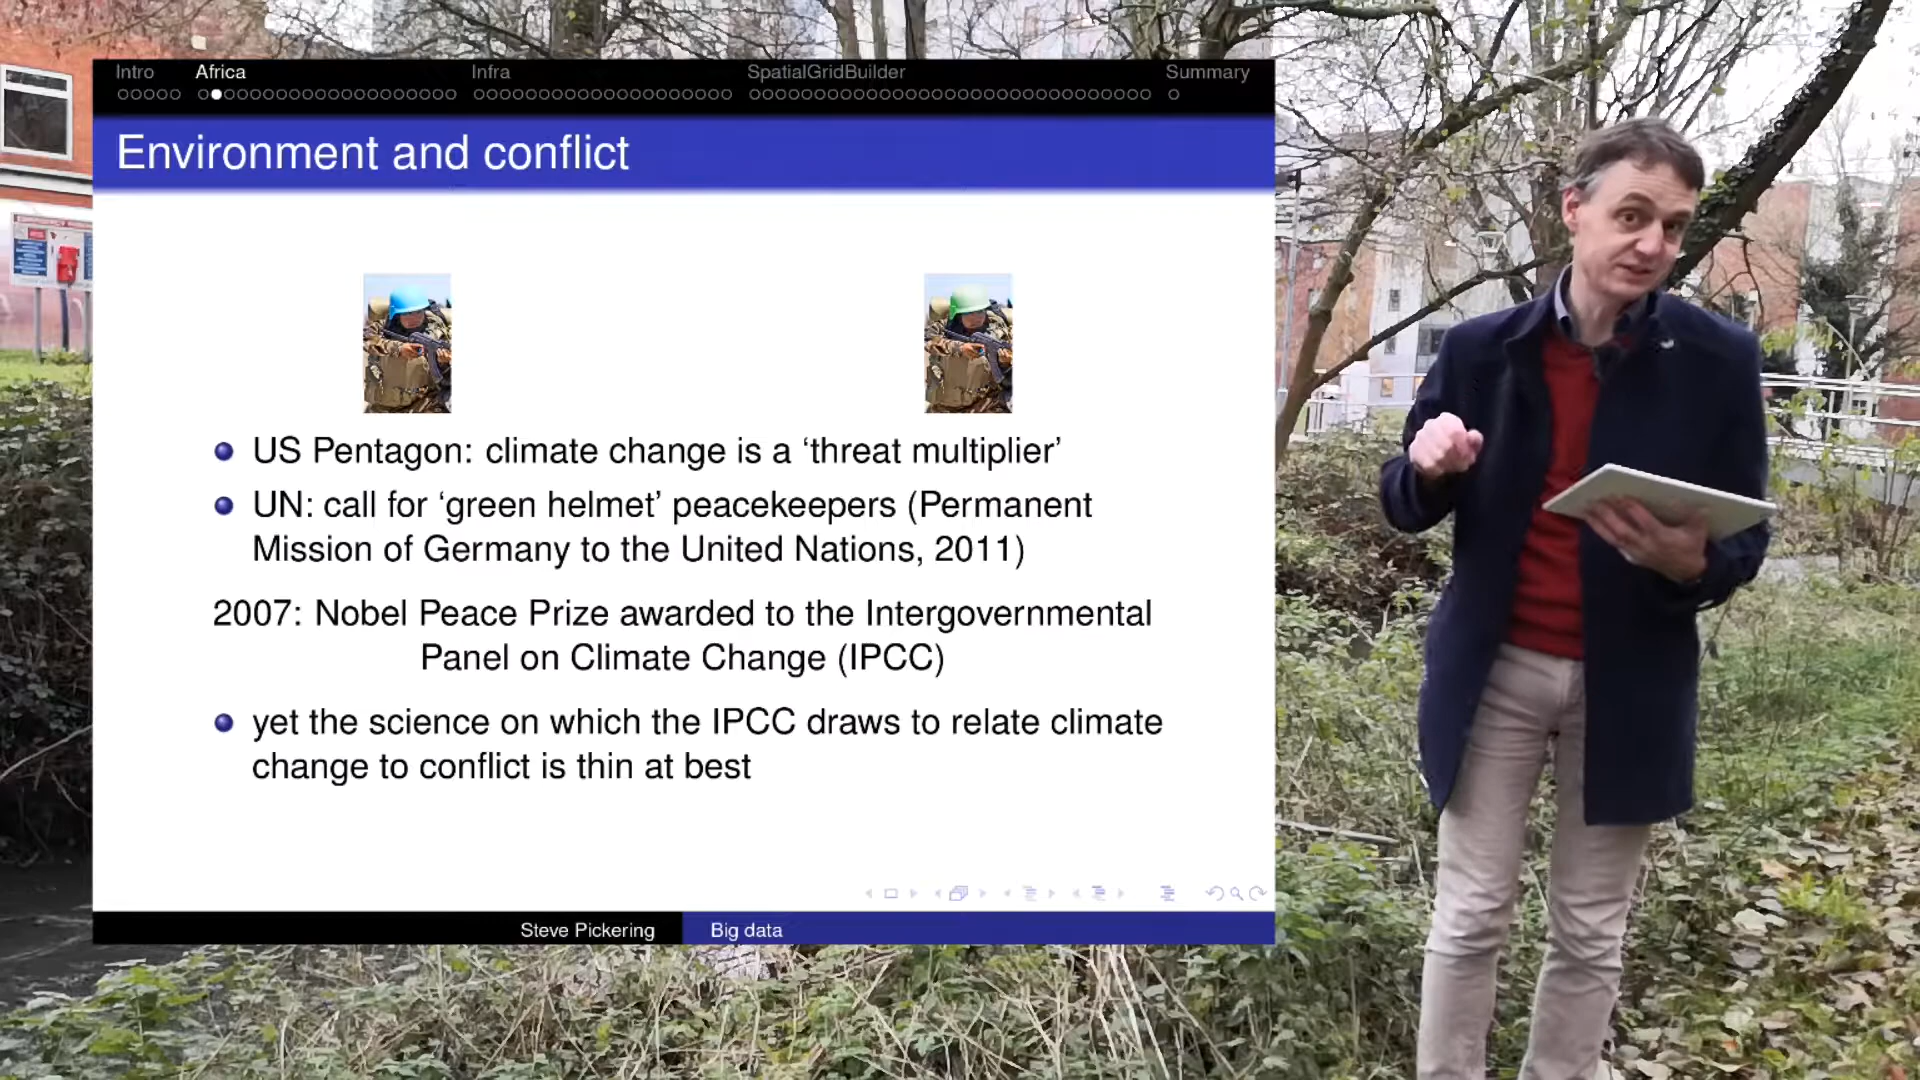 Intro Africa Infra SpatialGridBuilder Summary
Environment and conflict
US Pentagon: climate change is a ‘threat multiplier’
UN: call for ‘green helmet’ peacekeepers (Permanent
Mission of Germany to the United Nations, 2011)
2007: Nobel Peace Prize awarded to the Intergovernmental
Panel on Climate Change (IPCC)
yet the science on which the IPCC draws to relate climate
change to conflict is thin at best
Steve Pickering Big data